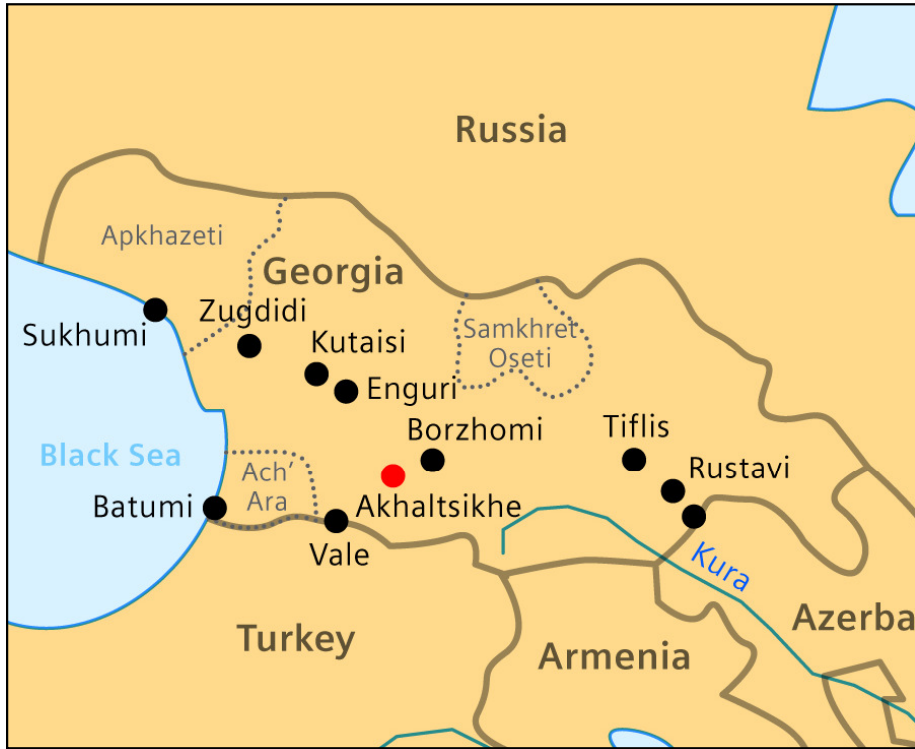 Russia
Apkhazeti
Georgia
Zugdidi
Sukhumi
Samkhret
Oseti
Kutaisi
Enguri
Borzhomi
Tiflis
Black Sea
Ach'
Ara
Rustavi
Batumi
Akhaltsikhe
Vale
Kura
Azerba
Turkey
Armenia